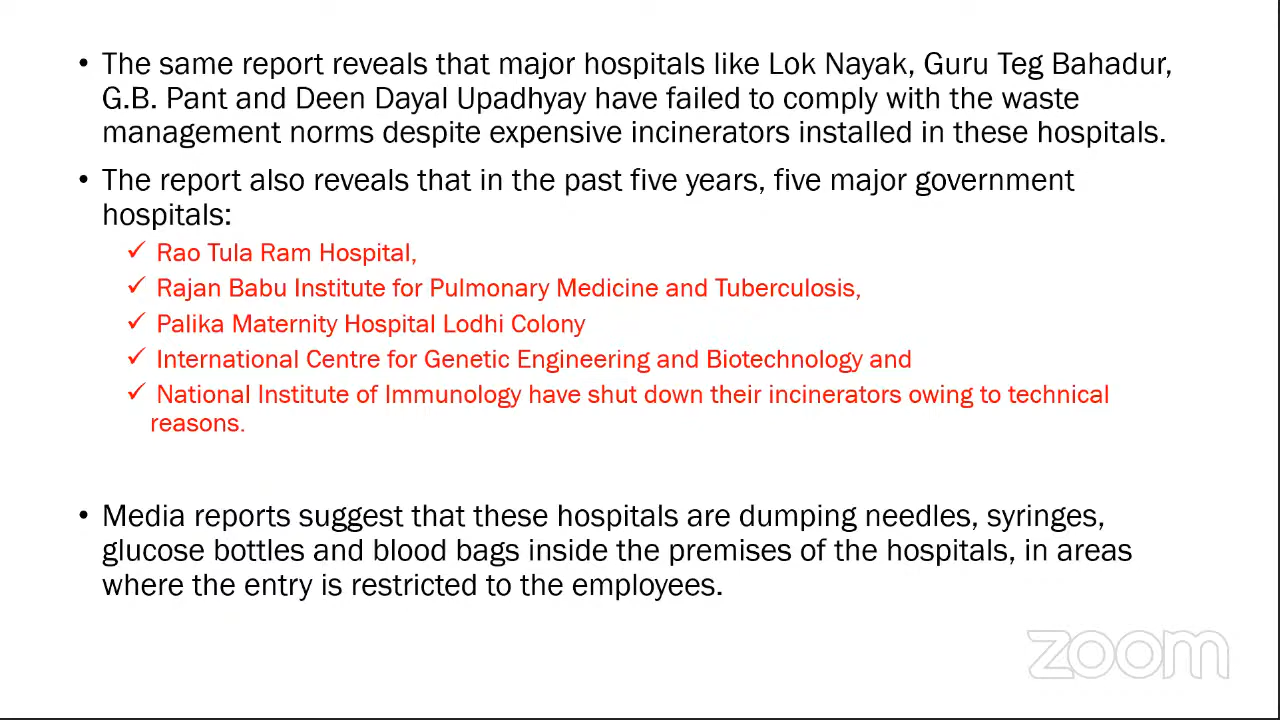 • The same report reveals that major hospitals like Lok Nayak, Guru Teg Bahadur,
G.B. Pant and Deen Dayal Upadhyay have failed to comply with the waste
management norms despite expensive incinerators installed in these hospitals.
• The report also reveals that in the past five years, five major government
hospitals:
✓ Rao Tula Ram Hospital,
✓ Rajan Babu Institute for Pulmonary Medicine and Tuberculosis,
✓ Palika Maternity Hospital Lodhi Colony
✓ International Centre for Genetic Engineering and Biotechnology and
✓ National Institute of Immunology have shut down their incinerators owing to technical
reasons.
• Media reports suggest that these hospitals are dumping needles, syringes,
glucose bottles and blood bags inside the premises of the hospitals, in areas
where the entry is restricted to the employees.
zoom